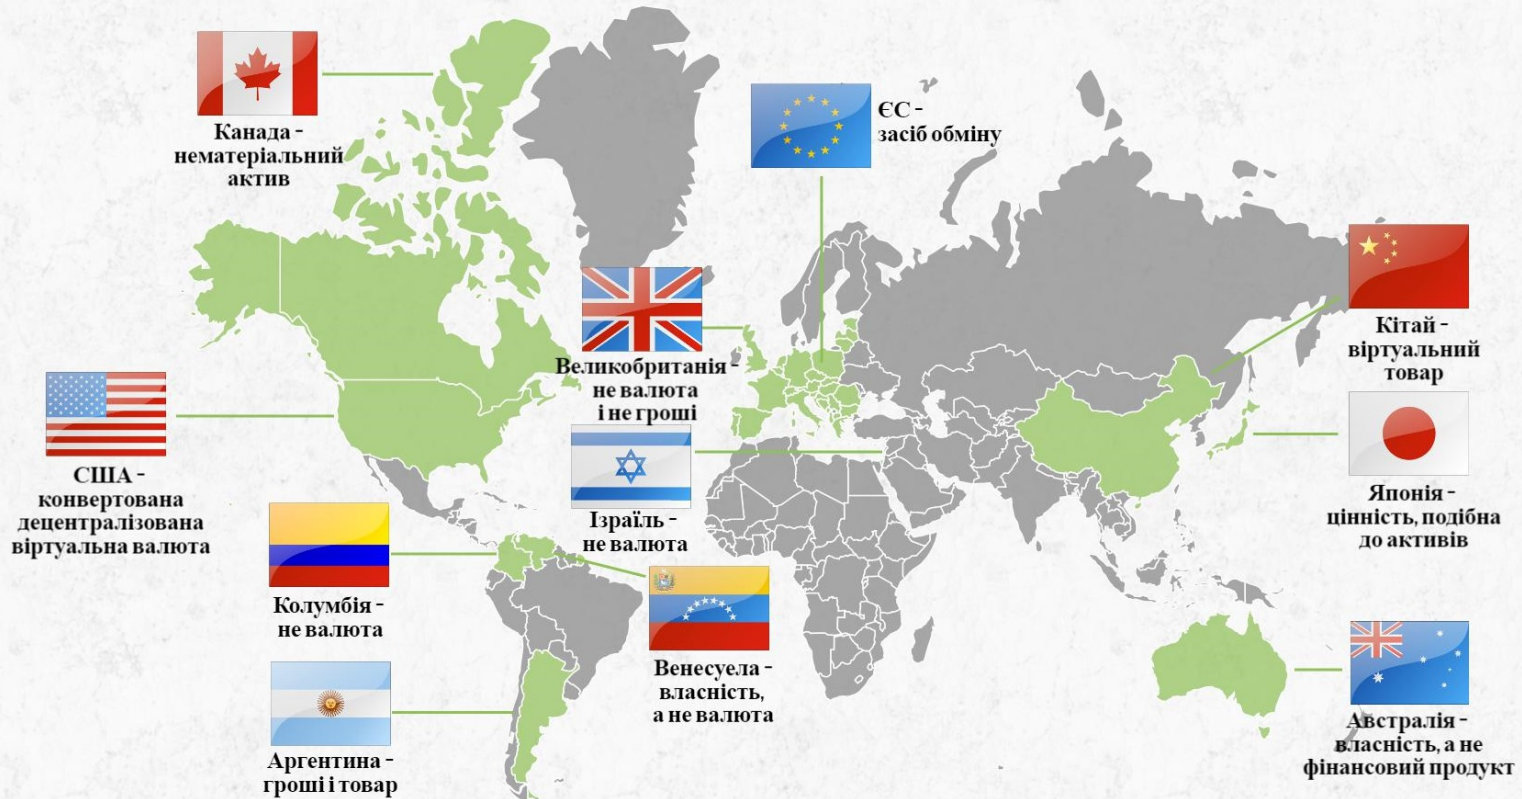 Канада -
нематеріальний
актив
ЄС -
засіб обміну
Кітай -
віртуальний
товар
Великобританія -
не валюта
і не гроші
США -
конвертована
децентралізована
віртуальна валюта
Ізраїль -
не валюта
Японія -
цінність, подібна
до активів
Колумбія -
не валюта
Венесуела -
власність,
а не валюта
Аргентина -
гроші і товар
Австралія -
власність, а не
фінансовий продукт